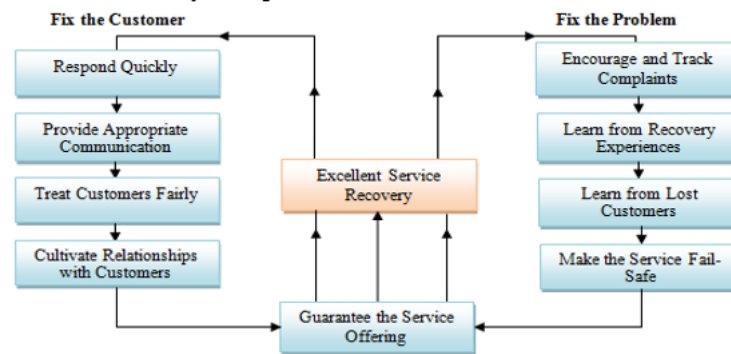 Fix the Customer
Respond Quickly
Provide Appropriate
Communication
Treat Customers Fairly
Cultivate Relationships
with Customers
Excellent Service
Recovery
Guarantee the Service
Offering
Fix the Problem
Encourage and Track
Complaints
Learn from Recovery
Experiences
Learn from Lost
Customers
Make the Service Fail-
Safe